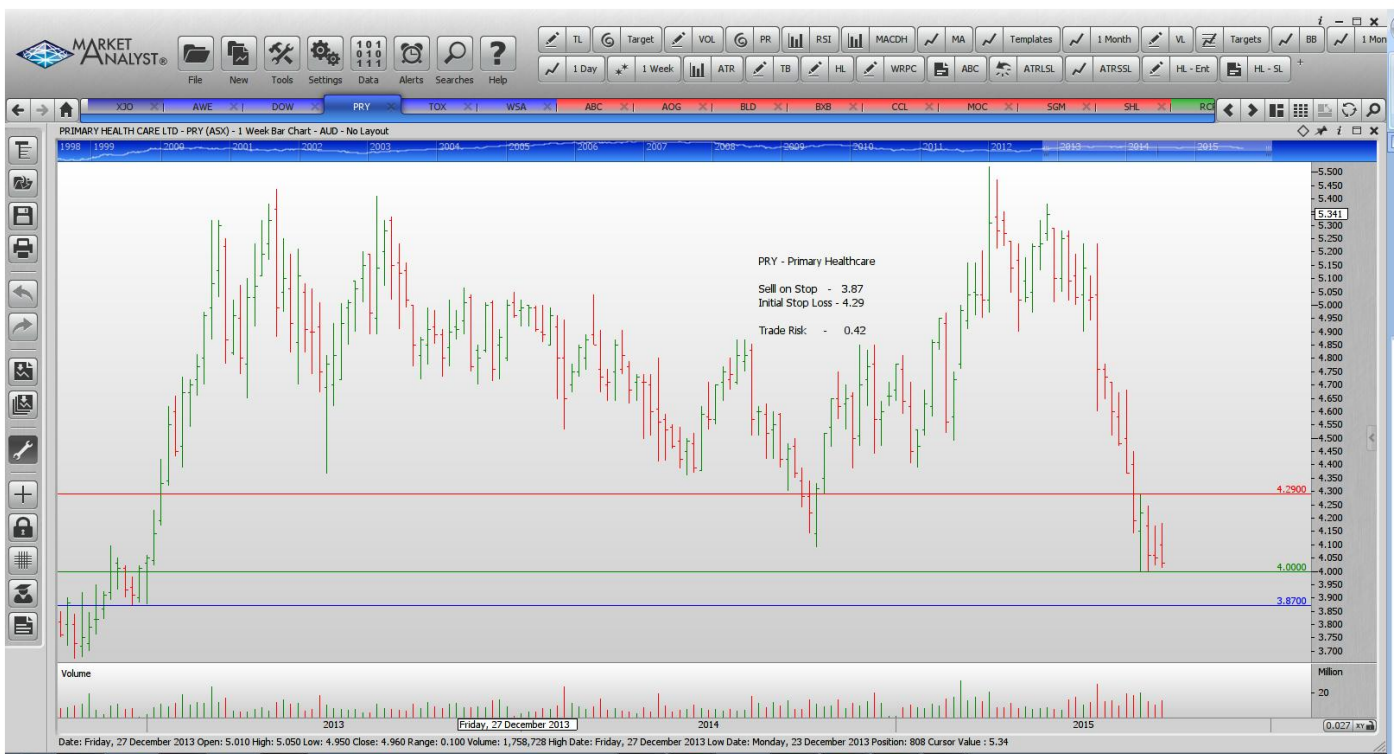 i
MARKET ANALYST®
File New Tools Settings Data Alerts Searches Help
TL Target VOL PR RSI MACDH MA Templates 1 Month VL Targets BB 1 Mon
1 Day 1 Week ATR TB HL WRPC ABC ATRLSL ATRSSL HL - Ent HL - SL +
XJO AWE DOW PRY TOX WSA ABC AOG BLD BXB CCL MOC SGM SHL
PRIMARY HEALTH CARE LTD - PRY (ASX) - 1 Week Bar Chart - AUD - No Layout
1998 1999 2000 2001 2002 2003 2004 2005 2006 2007 2008 2009 2010 2011 2012 2013 2014 2015
5.500
5.450
5.400
5.341
5.300
5.250
5.200
5.150
5.100
5.050
5.000
4.950
4.900
4.850
4.800
4.750
4.700
4.650
4.600
4.550
4.500
4.450
4.400
4.350
4.300
4.250
4.200
4.150
4.100
4.050
4.000
3.950
3.900
3.850
3.800
3.750
3.700
PRY - Primary Healthcare
Selll on Stop - 3.87
Initial Stop Loss - 4.29
Trade Risk - 0.42
4.2900
4.0000
3.8700
Volume
Million
20
2013 Friday, 27 December 2013 2014 2015
0.027 XY
Date: Friday, 27 December 2013 Open: 5.010 High: 5.050 Low: 4.950 Close: 4.960 Range: 0.100 Volume: 1,758,728 High Date: Friday, 27 December 2013 Low Date: Monday, 23 December 2013 Position: 808 Cursor Value : 5.34